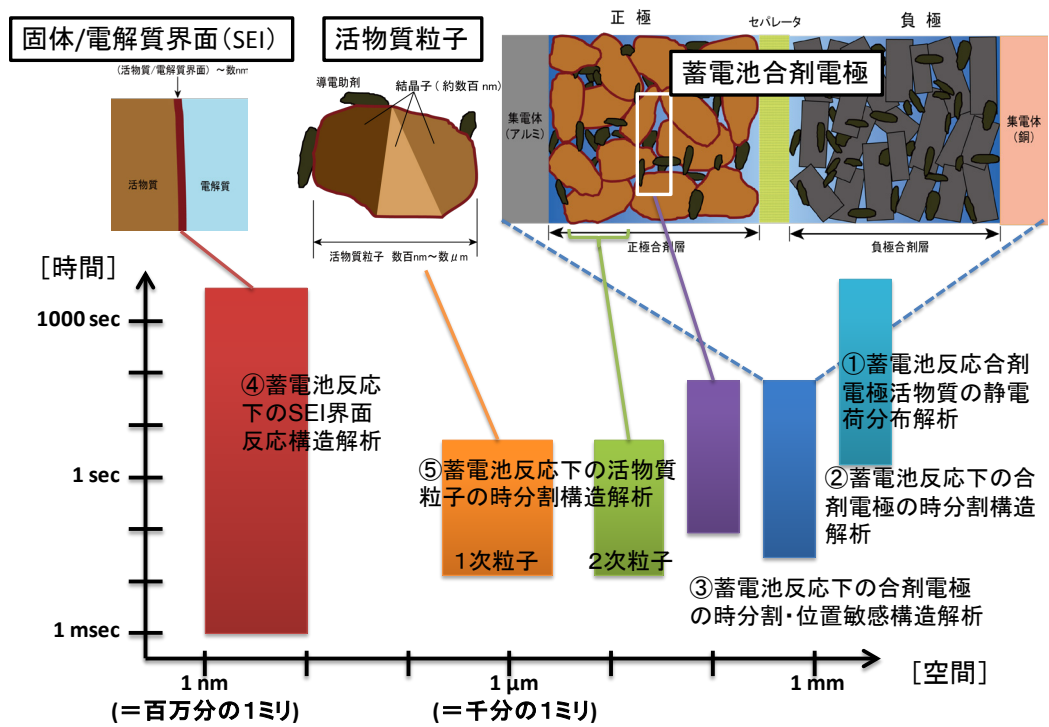 固体/電解質界面（SEI）
（活物質/電解質界面）～数nm
活物質
電解質
活物質粒子
導電助剤
結晶子（約数百nm）
活物質粒子 数百nm～数μm
正極
セパレータ
負極
蓄電池合剤電極
集電体
（アルミ）
集電体
（銅）
正極合剤層
負極合剤層
［時間］
1000 sec
1 sec
1 msec
④蓄電池反応
下のSEI界面
反応構造解析
⑤蓄電池反応下の活物質
粒子の時分割構造解析
1次粒子
2次粒子
①蓄電池反応合剤
電極活物質の静電
荷分布解析
②蓄電池反応下の合
剤電極の時分割構造
解析
③蓄電池反応下の合剤電極
の時分割・位置敏感構造解析
1 nm
（＝百万分の1ミリ）
1 μm
（＝千分の1ミリ）
1 mm
［空間］